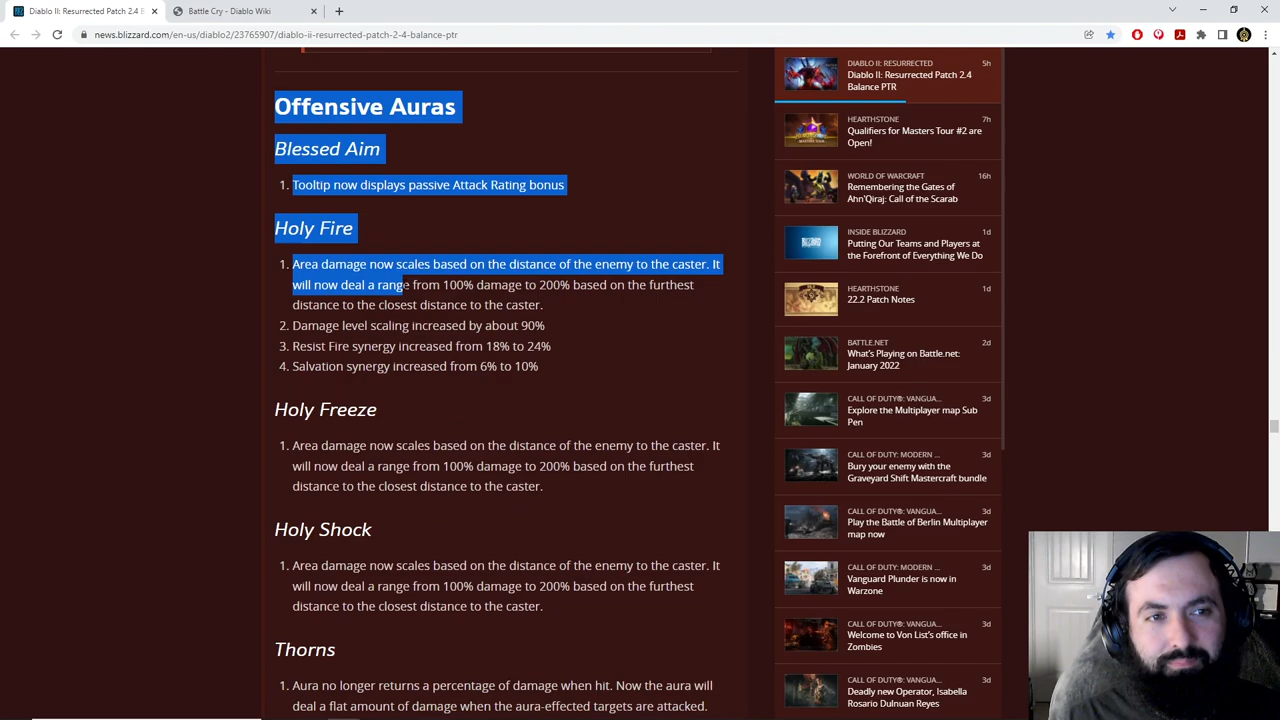 Diablo II: Resurrected Patch 2.4 B
Battle Cry - Diablo Wiki
news.blizzard.com/en-us/diablo2/23765907/diablo-ii-resurrected-patch-2-4-balance-ptr
Offensive Auras
Blessed Aim
1. Tooltip now displays passive Attack Rating bonus
Holy Fire
1. Area damage now scales based on the distance of the enemy to the caster. It
will now deal a range from 100% damage to 200% based on the furthest
distance to the closest distance to the caster.
2. Damage level scaling increased by about 90%
3. Resist Fire synergy increased from 18% to 24%
4. Salvation synergy increased from 6% to 10%
Holy Freeze
1. Area damage now scales based on the distance of the enemy to the caster. It
will now deal a range from 100% damage to 200% based on the furthest
distance to the closest distance to the caster.
Holy Shock
1. Area damage now scales based on the distance of the enemy to the caster. It
will now deal a range from 100% damage to 200% based on the furthest
distance to the closest distance to the caster.
Thorns
1. Aura no longer returns a percentage of damage when hit. Now the aura will
deal a flat amount of damage when the aura-effected targets are attacked.
DIABLO II: RESURRECTED 5h
Diablo II: Resurrected Patch 2.4
Balance PTR
HEARTHSTONE 7h
Qualifiers for Masters Tour #2 are
Open!
WORLD OF WARCRAFT 16h
Remembering the Gates of
Ahn'Qiraj: Call of the Scarab
INSIDE BLIZZARD 1d
Putting Our Teams and Players at
the Forefront of Everything We Do
HEARTHSTONE 1d
22.2 Patch Notes
BATTLE.NET 2d
What's Playing on Battle.net:
January 2022
CALL OF DUTY®: VANGUA... 3d
Explore the Multiplayer map Sub
Pen
CALL OF DUTY: MODERN ... 3d
Bury your enemy with the
Graveyard Shift Mastercraft bundle
CALL OF DUTY®: VANGUA... 3d
Play the Battle of Berlin Multiplayer
map now
CALL OF DUTY: MODERN ... 3d
Vanguard Plunder is now in
Warzone
CALL OF DUTY®: VANGUA... 3d
Welcome to Von List's office in
Zombies
CALL OF DUTY®: VANGUA... 3d
Deadly new Operator, Isabella
Rosario Dulnuan Reyes